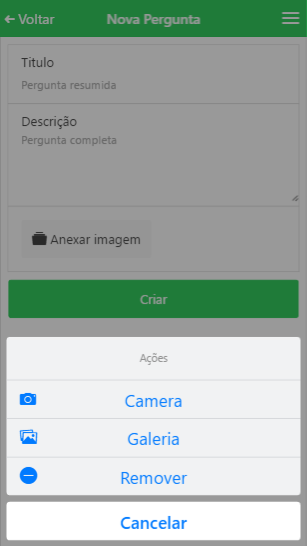 Voltar Nova Pergunta
Título
Pergunta resumida
Descrição
Pergunta completa
Anexar imagem
Criar
Ações
Camera
Galeria
Remover
Cancelar